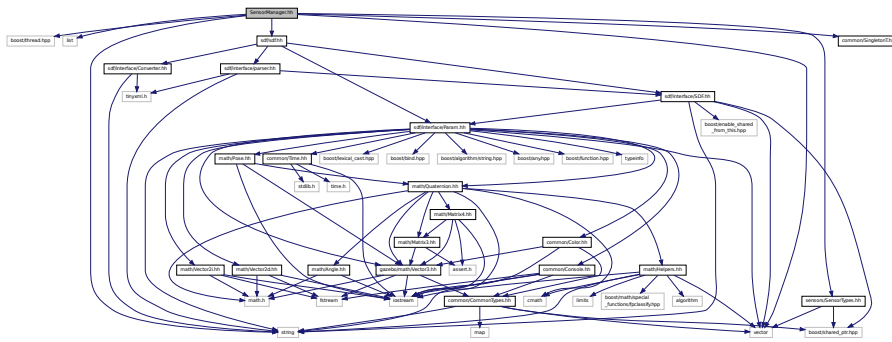 SensorManager.hh
boost/thread.hpp
list
sdf/sdf.hh
common/SingletonT.hh
sdf/interface/Converter.hh
sdf/interface/parser.hh
tinyxml.h
sdf/interface/SDF.hh
sdf/interface/Param.hh
boost/enable_shared
_from_this.hpp
math/Pose.hh
common/Time.hh
boost/lexical_cast.hpp
boost/bind.hpp
boost/algorithm/string.hpp
boost/any.hpp
boost/function.hpp
typeinfo
stdlib.h
time.h
math/Quaternion.hh
math/Matrix4.hh
math/Matrix3.hh
common/Color.hh
math/Vector2i.hh
math/Vector2d.hh
math/Angle.hh
gazebo/math/Vector3.hh
assert.h
common/Console.hh
math/Helpers.hh
math.h
fstream
iostream
common/CommonTypes.hh
cmath
limits
boost/math/special
_functions/fpclassify.hpp
algorithm
sensors/SensorTypes.hh
string
map
vector
boost/shared_ptr.hpp